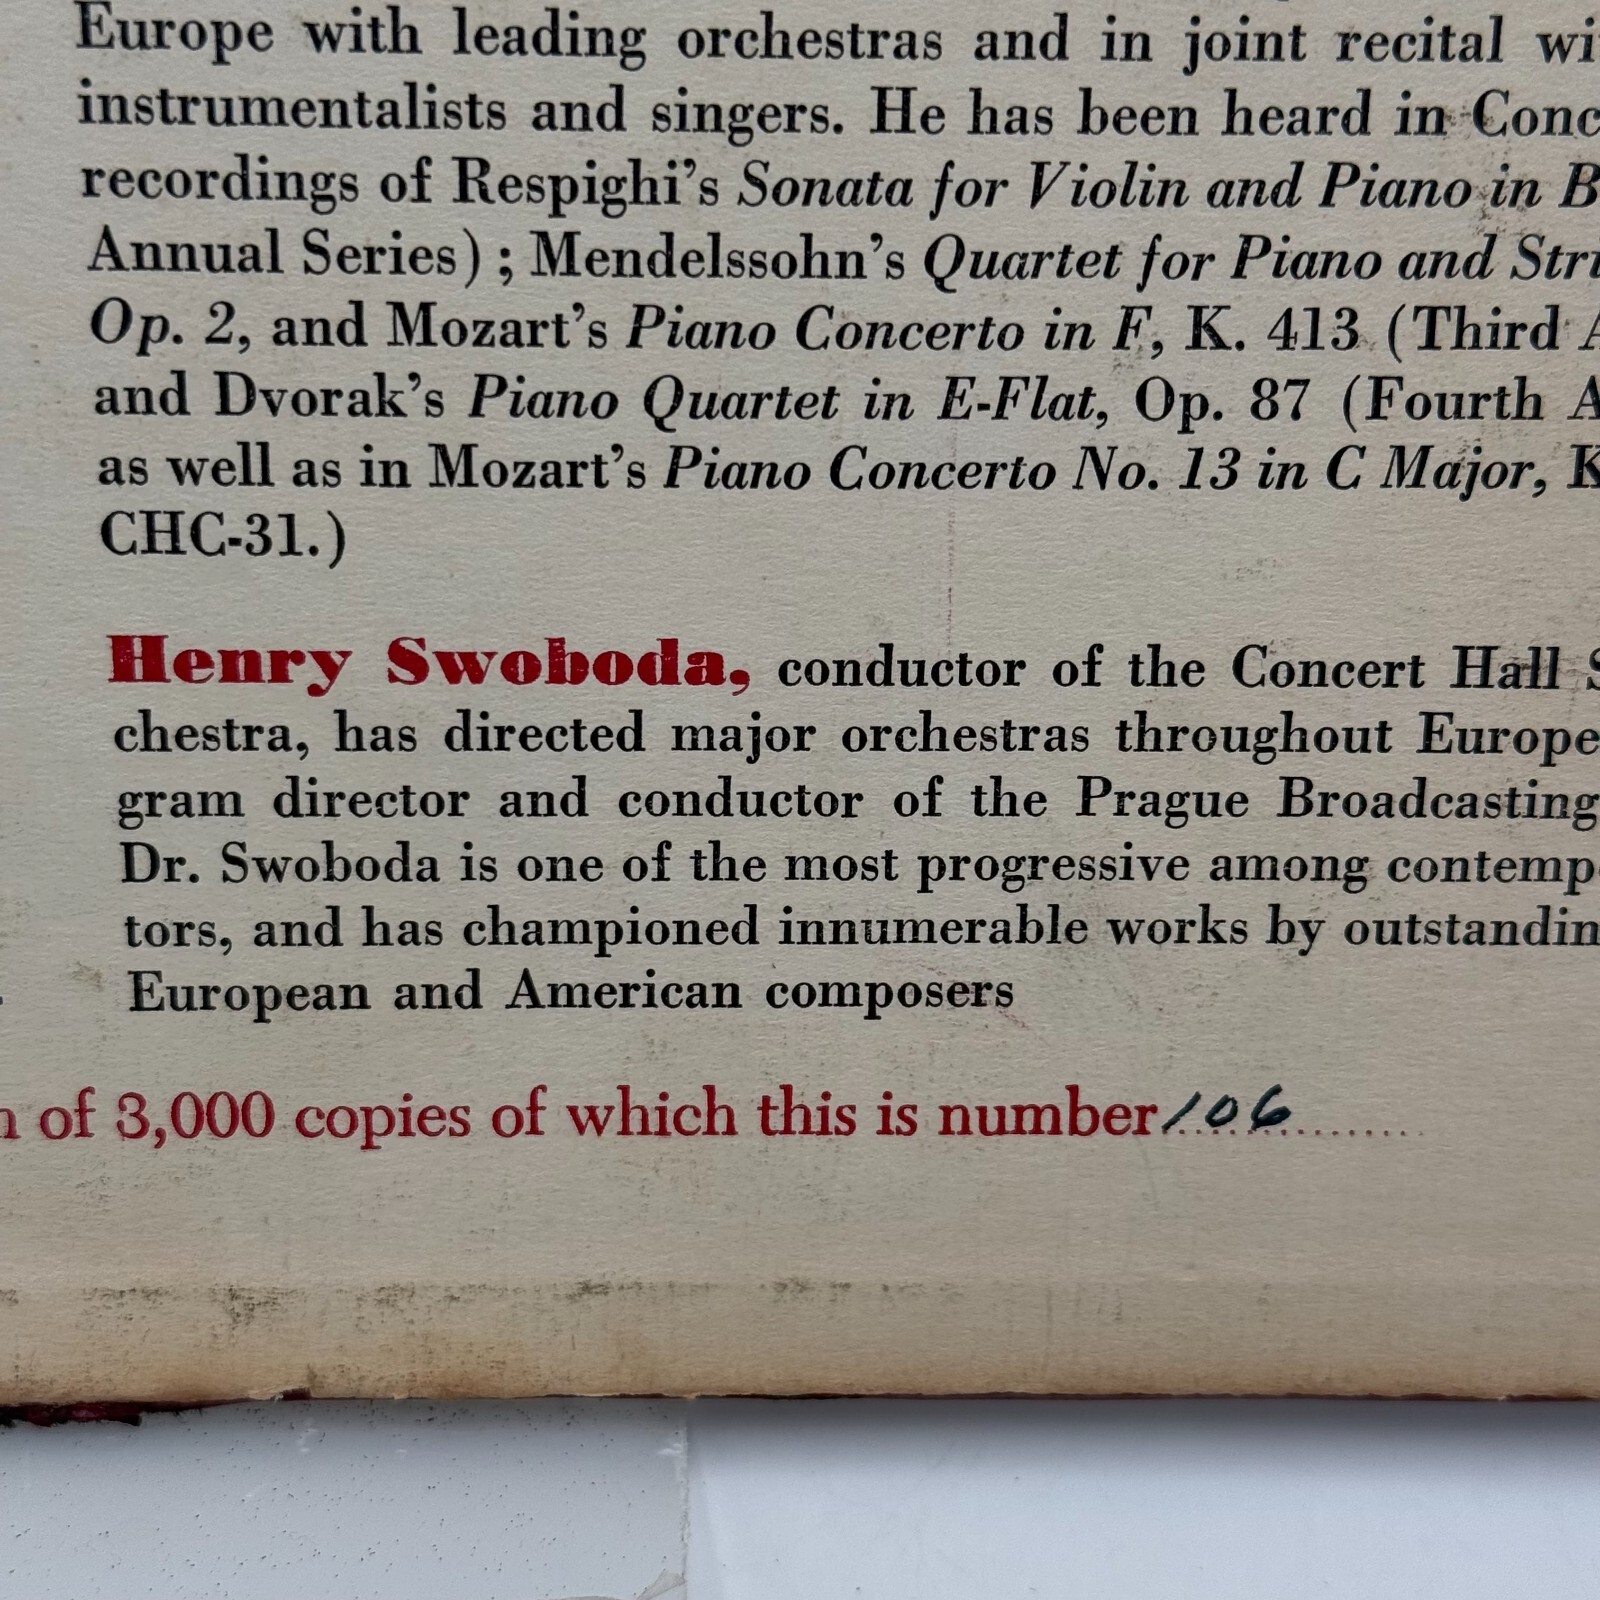 Europe with leading orchestras and in joint recital wi
instrumentalists and singers. He has been heard in Conc
recordings of Respighi's Sonata for Violin and Piano in B
Annual Series) ; Mendelssohn's Quartet for Piano and Stri
Op. 2, and Mozart's Piano Concerto in F, K. 413 (Third A
and Dvorak's Piano Quartet in E-Flat, Op. 87 (Fourth A
as well as in Mozart's Piano Concerto No. 13 in C Major, K
CHC-31.)
Henry Swoboda, conductor of the Concert Hall S
chestra, has directed major orchestras throughout Europe
gram director and conductor of the Prague Broadcasting
Dr. Swoboda is one of the most progressive among contemp
tors, and has championed innumerable works by outstandin
European and American composers
n of 3,000 copies of which this is number 106